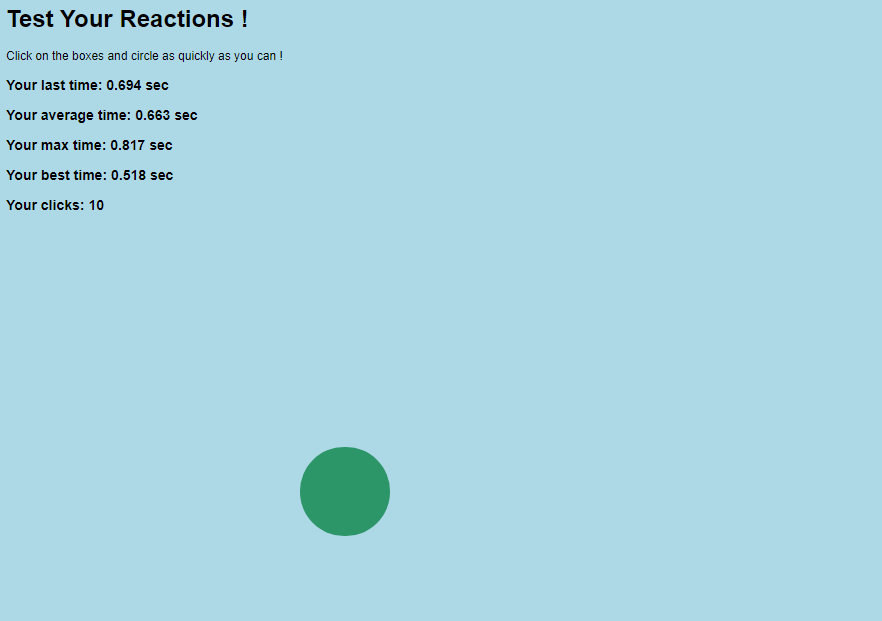 Test Your Reactions !
Click on the boxes and circle as quickly as you can !
Your last time: 0.694 sec
Your average time: 0.663 sec
Your max time: 0.817 sec
Your best time: 0.518 sec
Your clicks: 10